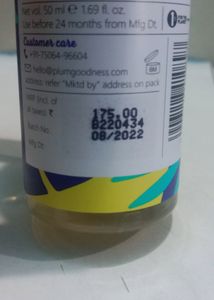 Net vol. 50 ml e 1.69 fl. oz.
Use before 24 months from Mfg Dt.
Customer care
+91-75064-96604
hello@plumgoodness.com
address: refer "Mktd by" address on pack
6M
MRP (incl. of
all taxes) ₹ 175.00
Batch No. B220434
Mfg Dt. 08/2022